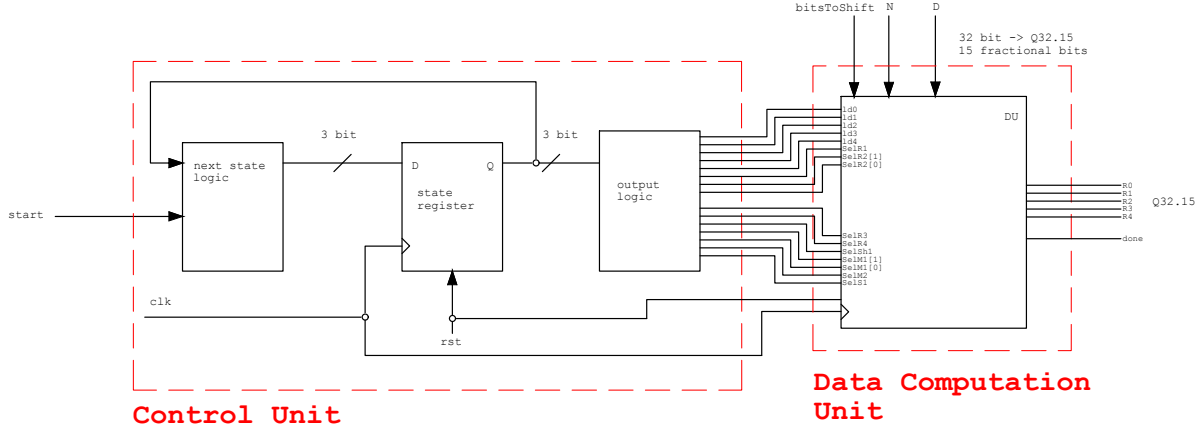 bitsToShift N D
32 bit -> Q32.15
15 fractional bits
DU
ld0
ld1
ld2
ld3
ld4
SelR1
SelR2[1]
SelR2[0]
3 bit
3 bit
next state
logic
D
Q
state
register
output
logic
start
R0
R1
R2
R3
R4
Q32.15
done
SelR3
SelR4
SelSh1
SelM1[1]
SelM1[0]
SelM2
SelS1
clk
rst
Control Unit
Data Computation
Unit